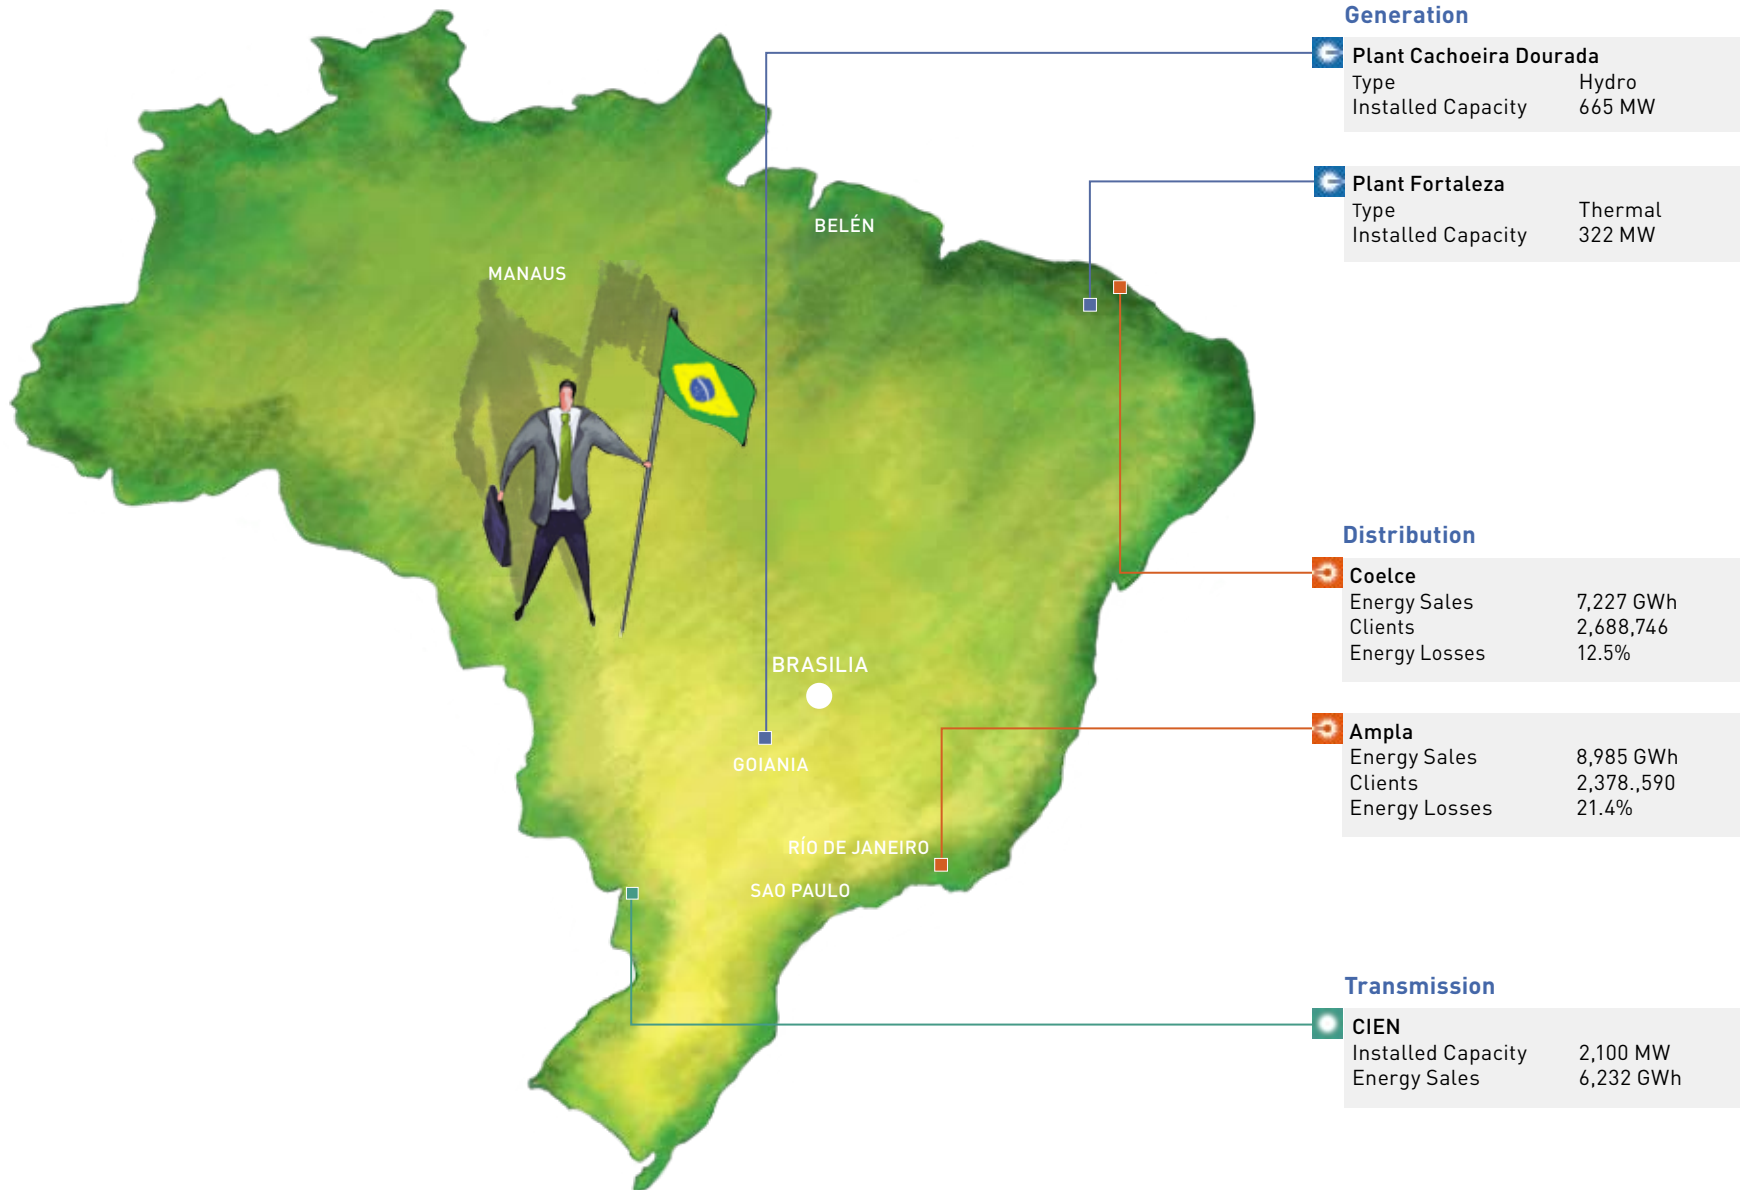 Generation
Plant Cachoeira Dourada
Type Hydro
Installed Capacity 665 MW
Plant Fortaleza
Type Thermal
Installed Capacity 322 MW
BELÉN
MANAUS
Distribution
Coelce
Energy Sales 7,227 GWh
Clients 2,688,746
Energy Losses 12.5%
BRASILIA
Ampla
Energy Sales 8,985 GWh
Clients 2,378.,590
Energy Losses 21.4%
GOIANIA
RÍO DE JANEIRO
SAO PAULO
Transmission
CIEN
Installed Capacity 2,100 MW
Energy Sales 6,232 GWh